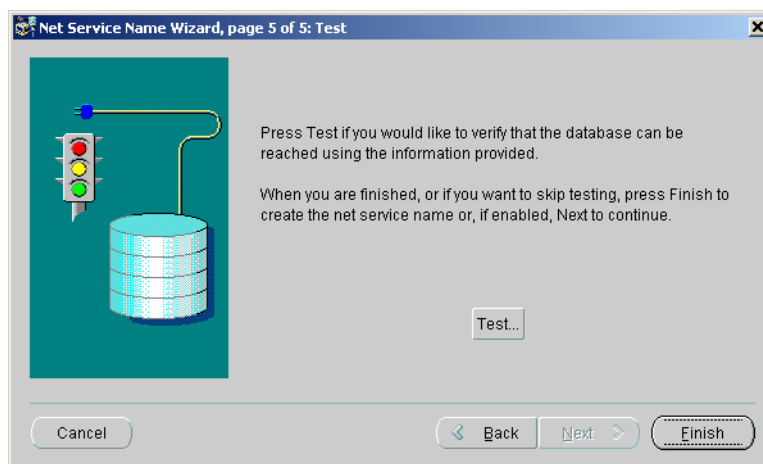 Net Service Name Wizard, page 5 of 5: Test
Press Test if you would like to verify that the database can be
reached using the information provided.
When you are finished, or if you want to skip testing, press Finish to
create the net service name or, if enabled, Next to continue.
Test...
Cancel
Back
Next
Finish